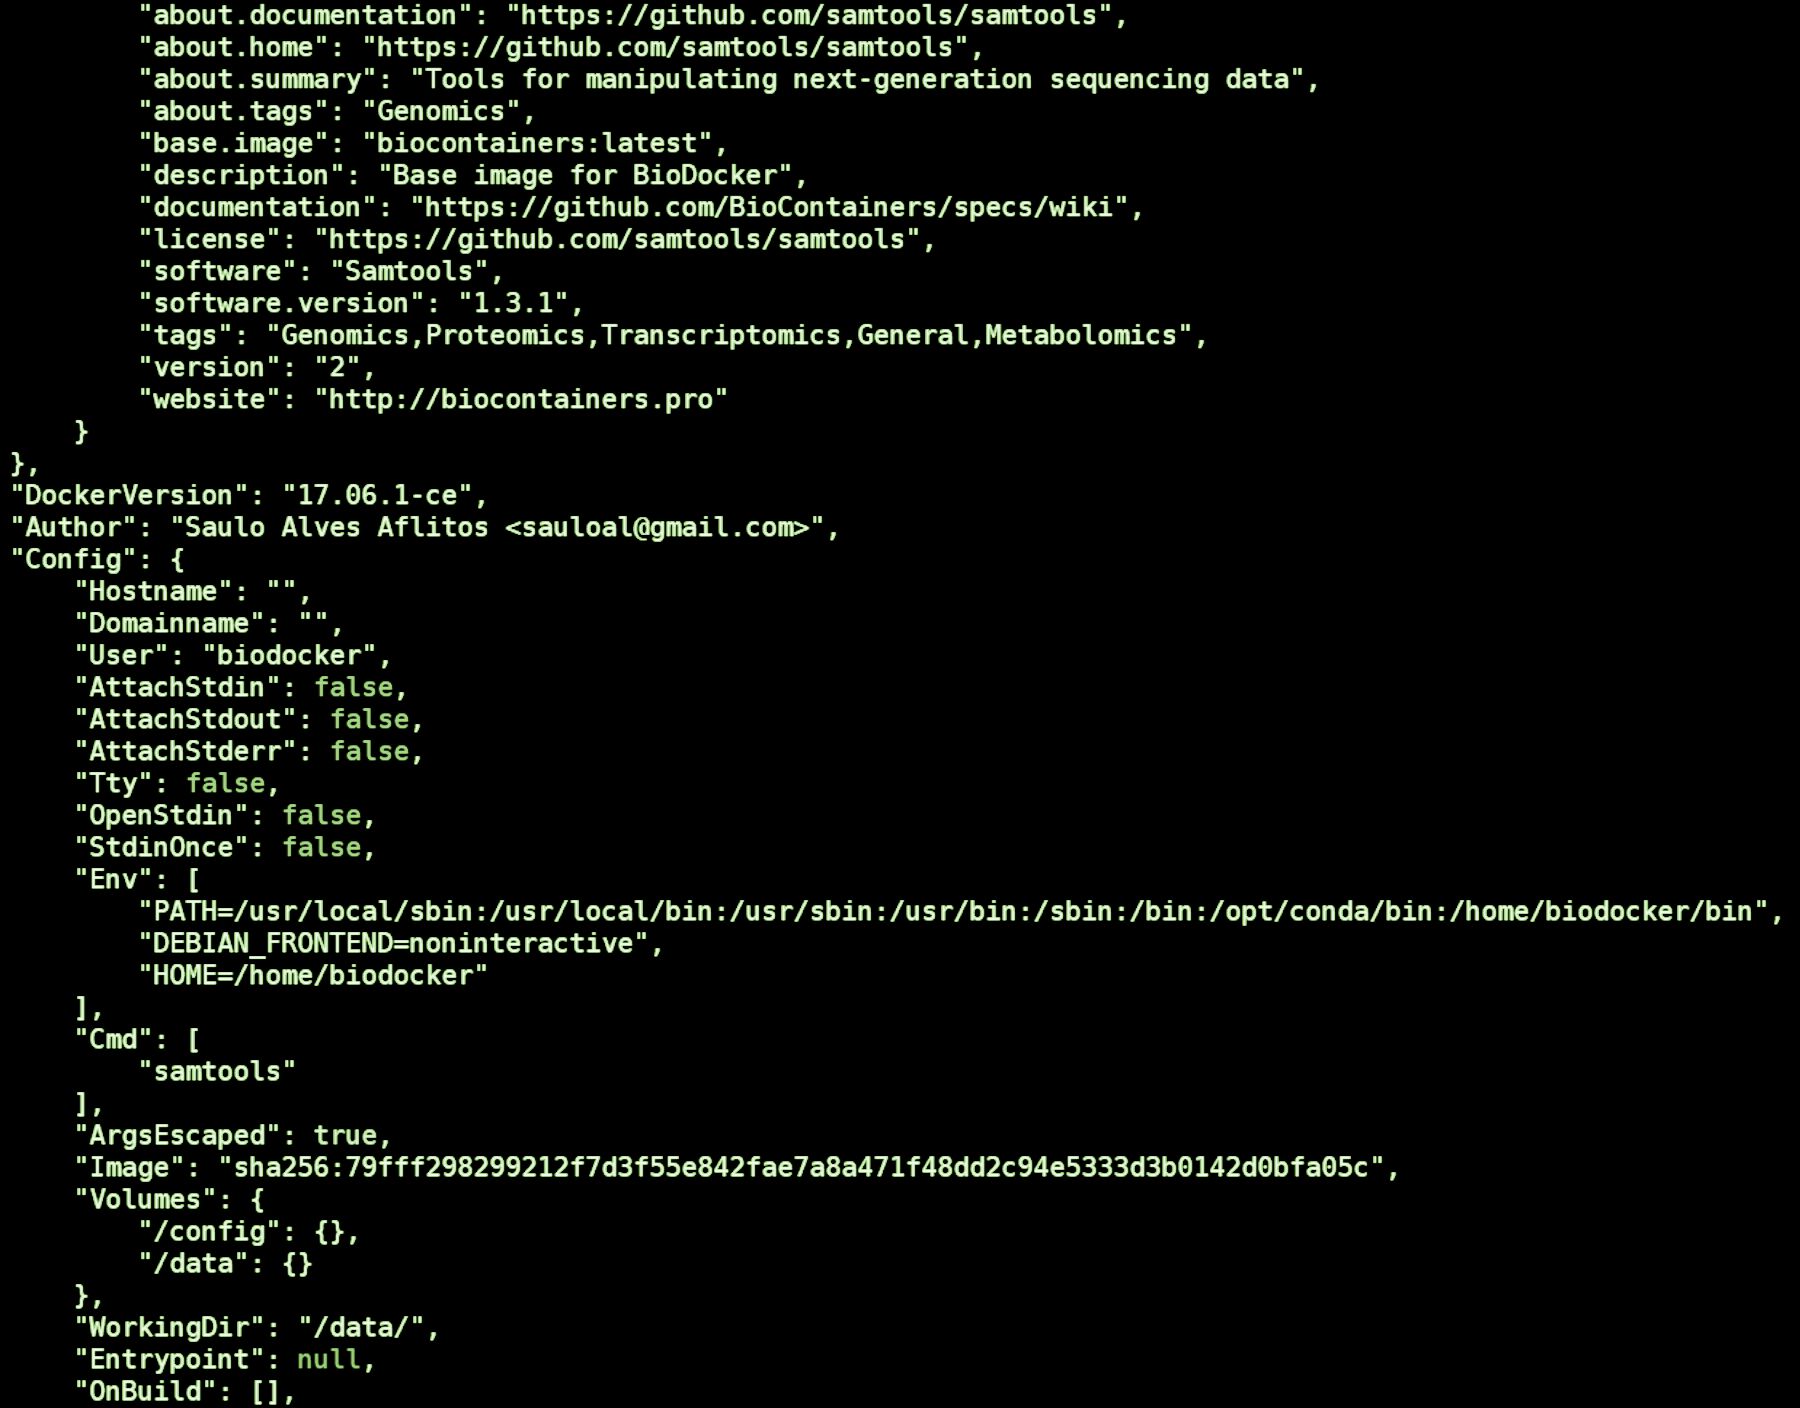 "about.documentation": "https://github.com/samtools/samtools",
"about.home": "https://github.com/samtools/samtools",
"about.summary": "Tools for manipulating next-generation sequencing data",
"about.tags": "Genomics",
"base.image": "biocontainers:latest",
"description": "Base image for BioDocker",
"documentation": "https://github.com/BioContainers/specs/wiki",
"license": "https://github.com/samtools/samtools",
"software": "Samtools",
"software.version": "1.3.1",
"tags": "Genomics,Proteomics,Transcriptomics,General,Metabolomics",
"version": "2",
"website": "http://biocontainers.pro"
}
},
"DockerVersion": "17.06.1-ce",
"Author": "Saulo Alves Aflitos <sauloal@gmail.com>",
"Config": {
"Hostname": "",
"Domainname": "",
"User": "biodocker",
"AttachStdin": false,
"AttachStdout": false,
"AttachStderr": false,
"Tty": false,
"OpenStdin": false,
"StdinOnce": false,
"Env": [
"PATH=/usr/local/sbin:/usr/local/bin:/usr/sbin:/usr/bin:/sbin:/bin:/opt/conda/bin:/home/biodocker/bin",
"DEBIAN_FRONTEND=noninteractive",
"HOME=/home/biodocker"
],
"Cmd": [
"samtools"
],
"ArgsEscaped": true,
"Image": "sha256:79fff298299212f7d3f55e842fae7a8a471f48dd2c94e5333d3b0142d0bfa05c",
"Volumes": {
"/config": {},
"/data": {}
},
"WorkingDir": "/data/",
"Entrypoint": null,
"OnBuild": [],